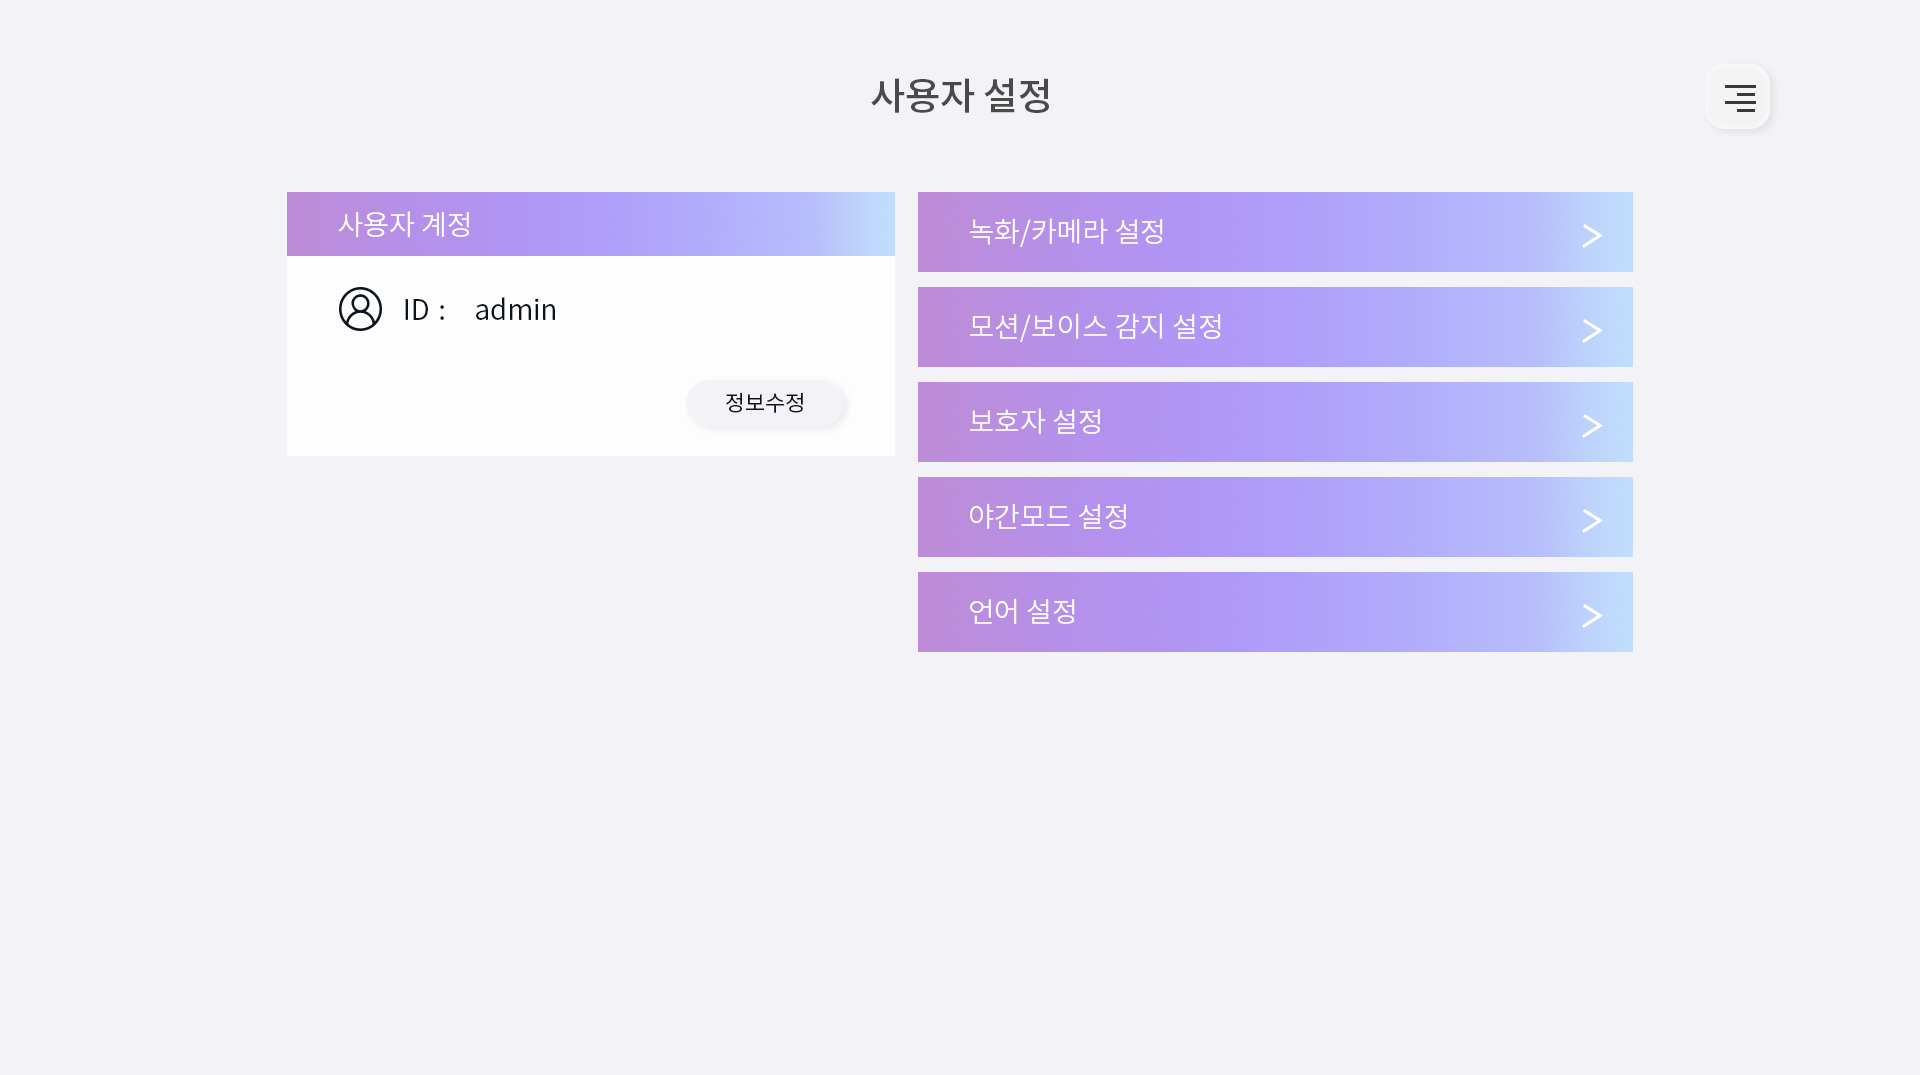 사용자 설정
사용자 계정
ID :   admin
정보수정
녹화/카메라 설정
모션/보이스 감지 설정
보호자 설정
야간모드 설정
언어 설정